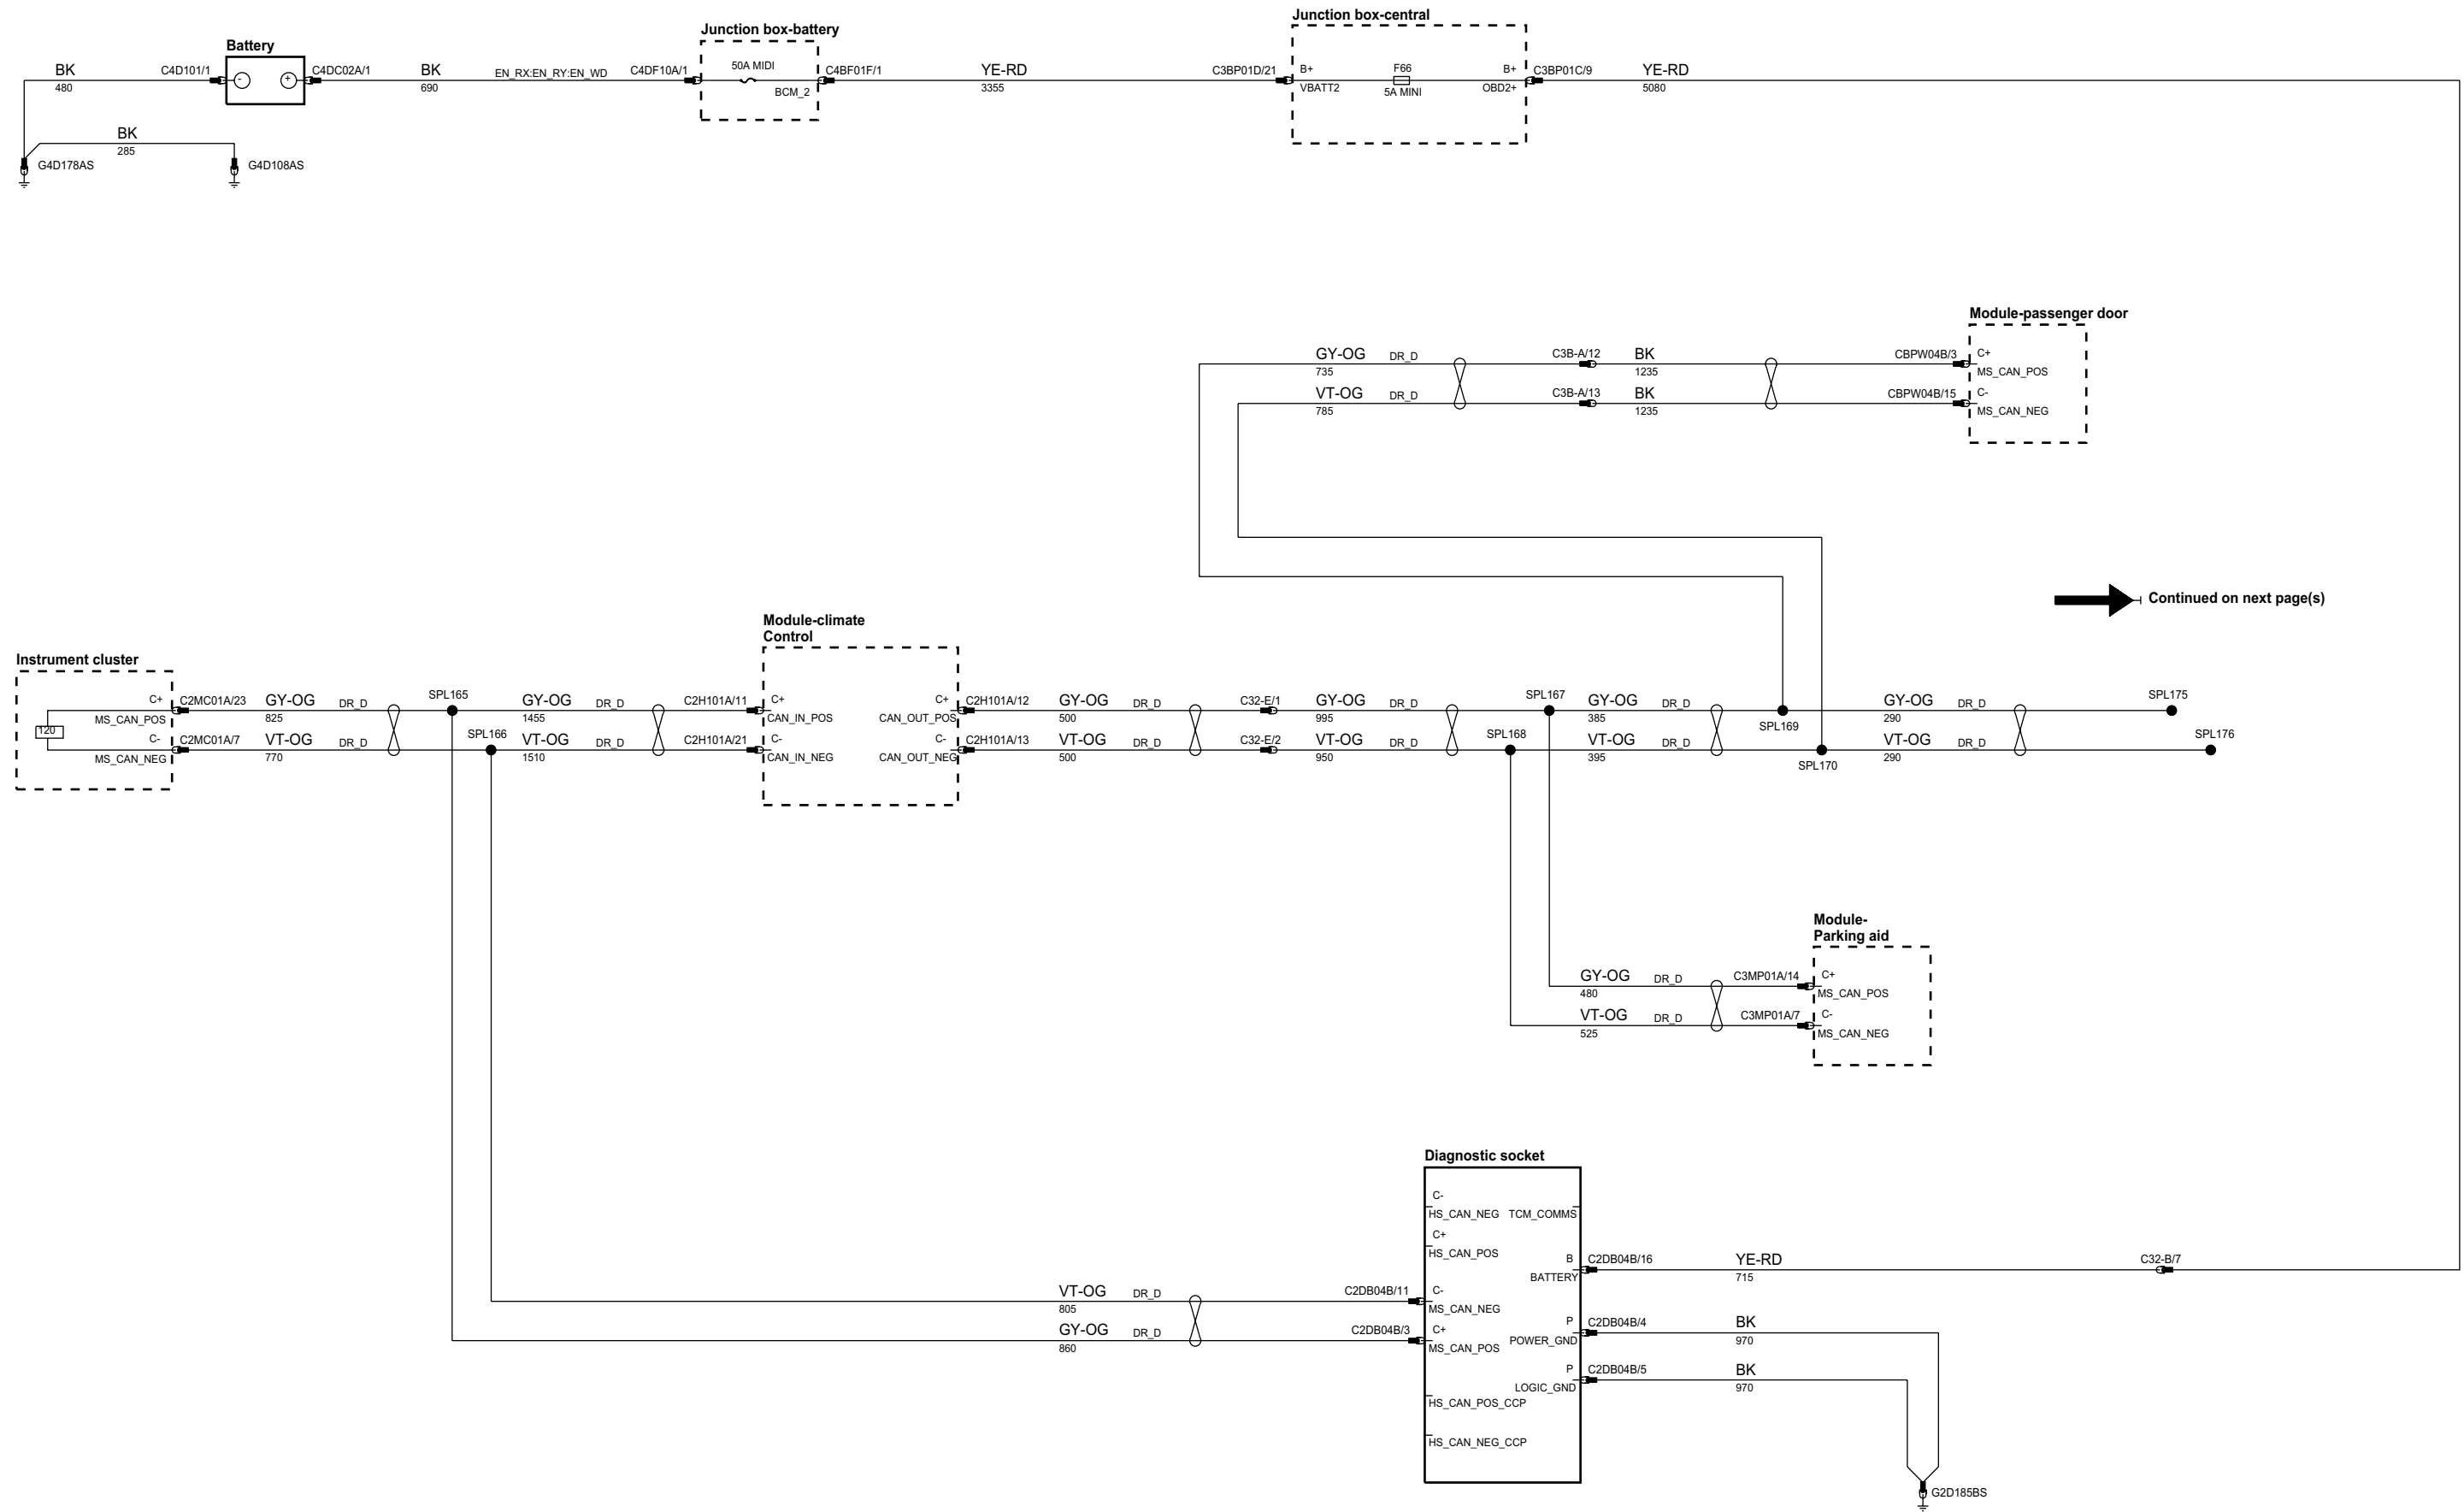 Junction box-central
Junction box-battery
Battery
BK
480
C4D101/1
-
+
C4DC02A/1
BK
690
EN_RX:EN_RY:EN_WD
C4DF10A/1
50A MIDI
BCM_2
C4BF01F/1
YE-RD
3355
C3BP01D/21
B+
VBATT2
F66
5A MINI
B+
OBD2+
C3BP01C/9
YE-RD
5080
BK
285
G4D178AS
G4D108AS
Module-passenger door
GY-OG
735
DR_D
C3B-A/12
BK
1235
CBPW04B/3
C+
MS_CAN_POS
VT-OG
785
DR_D
C3B-A/13
BK
1235
CBPW04B/15
C-
MS_CAN_NEG
Continued on next page(s)
Module-climate
Control
Instrument cluster
120
C+
MS_CAN_POS
C2MC01A/23
GY-OG
825
DR_D
SPL165
GY-OG
1455
DR_D
C2H101A/11
C+
CAN_IN_POS
C+
CAN_OUT_POS
C2H101A/12
GY-OG
500
DR_D
C32-E/1
GY-OG
995
DR_D
SPL167
GY-OG
385
DR_D
SPL169
GY-OG
290
DR_D
SPL175
C-
MS_CAN_NEG
C2MC01A/7
VT-OG
770
DR_D
SPL166
VT-OG
1510
DR_D
C2H101A/21
C-
CAN_IN_NEG
C-
CAN_OUT_NEG
C2H101A/13
VT-OG
500
DR_D
C32-E/2
VT-OG
950
DR_D
SPL168
VT-OG
395
DR_D
SPL170
VT-OG
290
DR_D
SPL176
Module-
Parking aid
GY-OG
480
DR_D
C3MP01A/14
C+
MS_CAN_POS
VT-OG
525
DR_D
C3MP01A/7
C-
MS_CAN_NEG
Diagnostic socket
C-
HS_CAN_NEG
TCM_COMMS
C+
HS_CAN_POS
B
BATTERY
C2DB04B/16
YE-RD
715
C32-B/7
VT-OG
805
DR_D
C2DB04B/11
C-
MS_CAN_NEG
GY-OG
860
DR_D
C2DB04B/3
C+
MS_CAN_POS
P
POWER_GND
C2DB04B/4
BK
970
P
LOGIC_GND
C2DB04B/5
BK
970
HS_CAN_POS_CCP
HS_CAN_NEG_CCP
G2D185BS